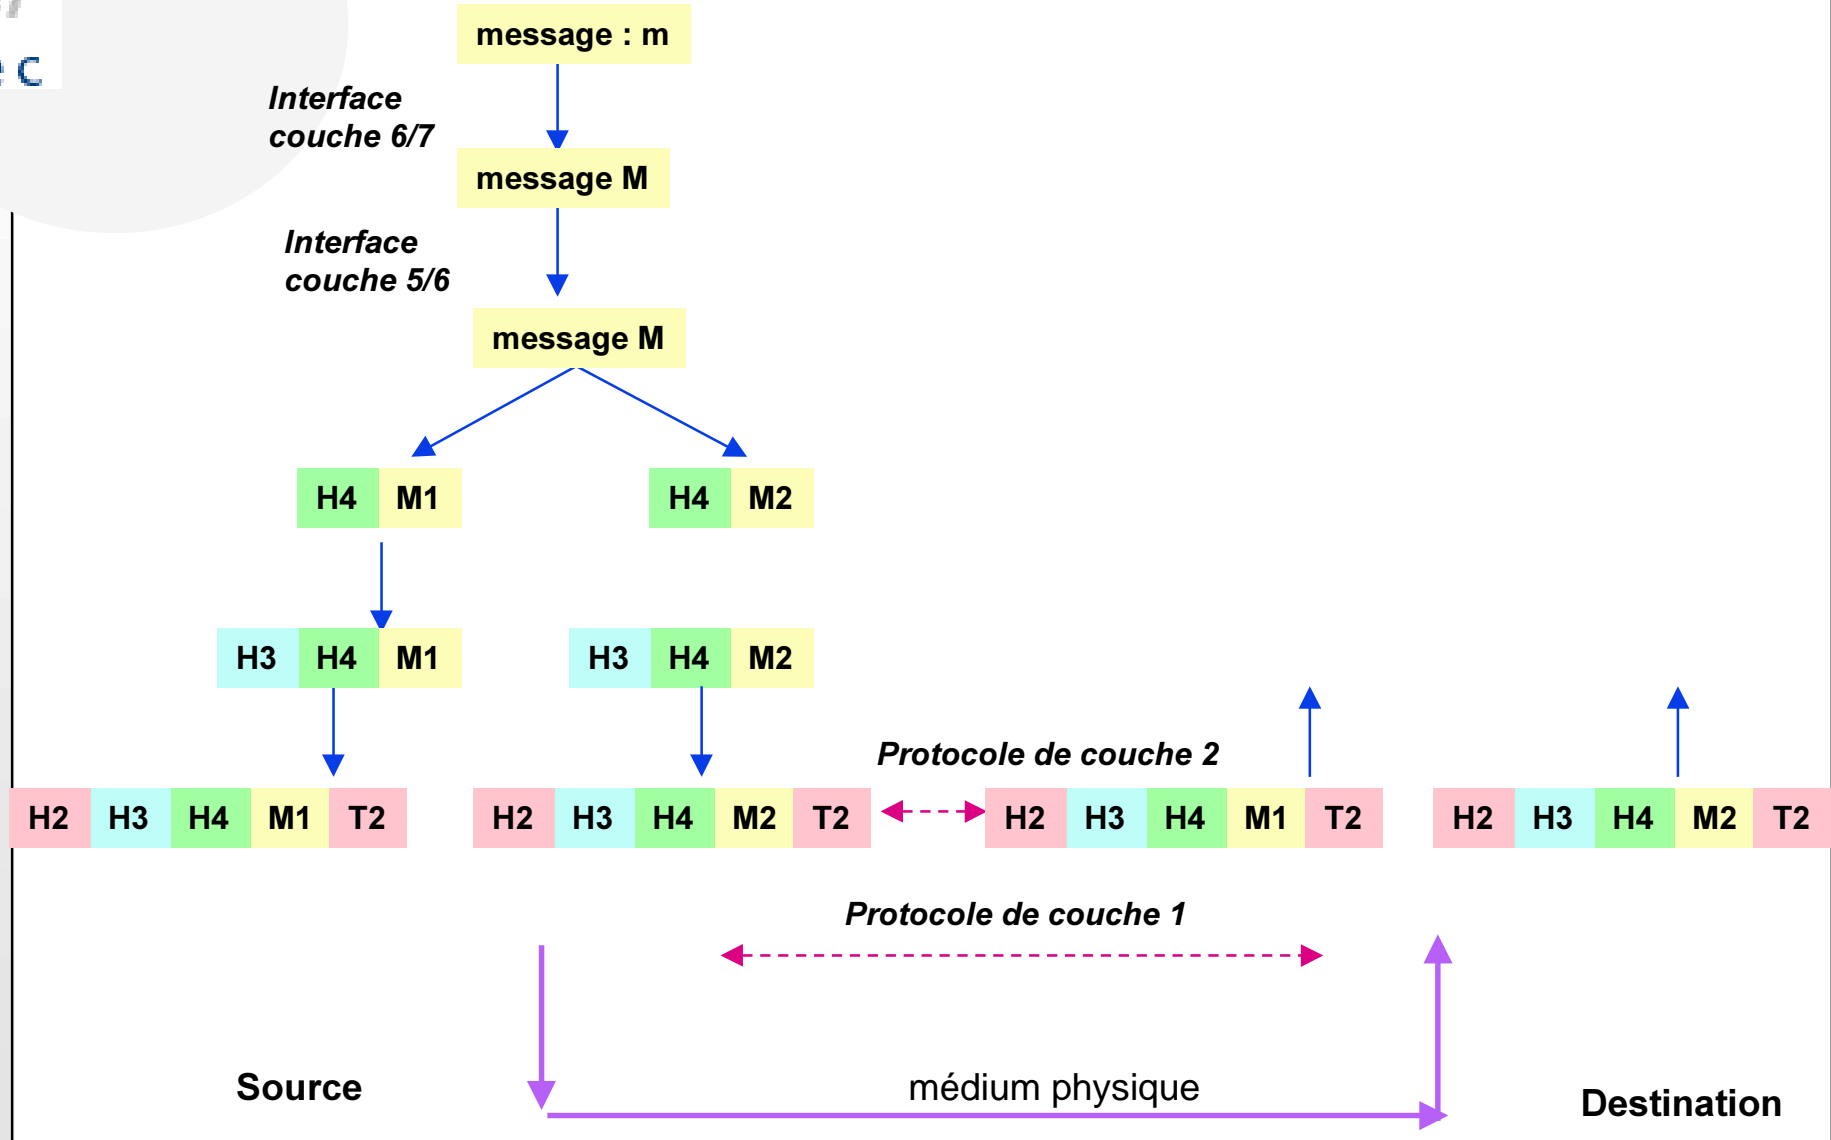 message : m
Interface
couche 6/7
message M
Interface
couche 5/6
message M
H4 M1 H4 M2
H3 H4 M1 H3 H4 M2
Protocole de couche 2
H2 H3 H4 M1 T2 H2 H3 H4 M2 T2 H2 H3 H4 M1 T2 H2 H3 H4 M2 T2
Protocole de couche 1
Source médium physique Destination